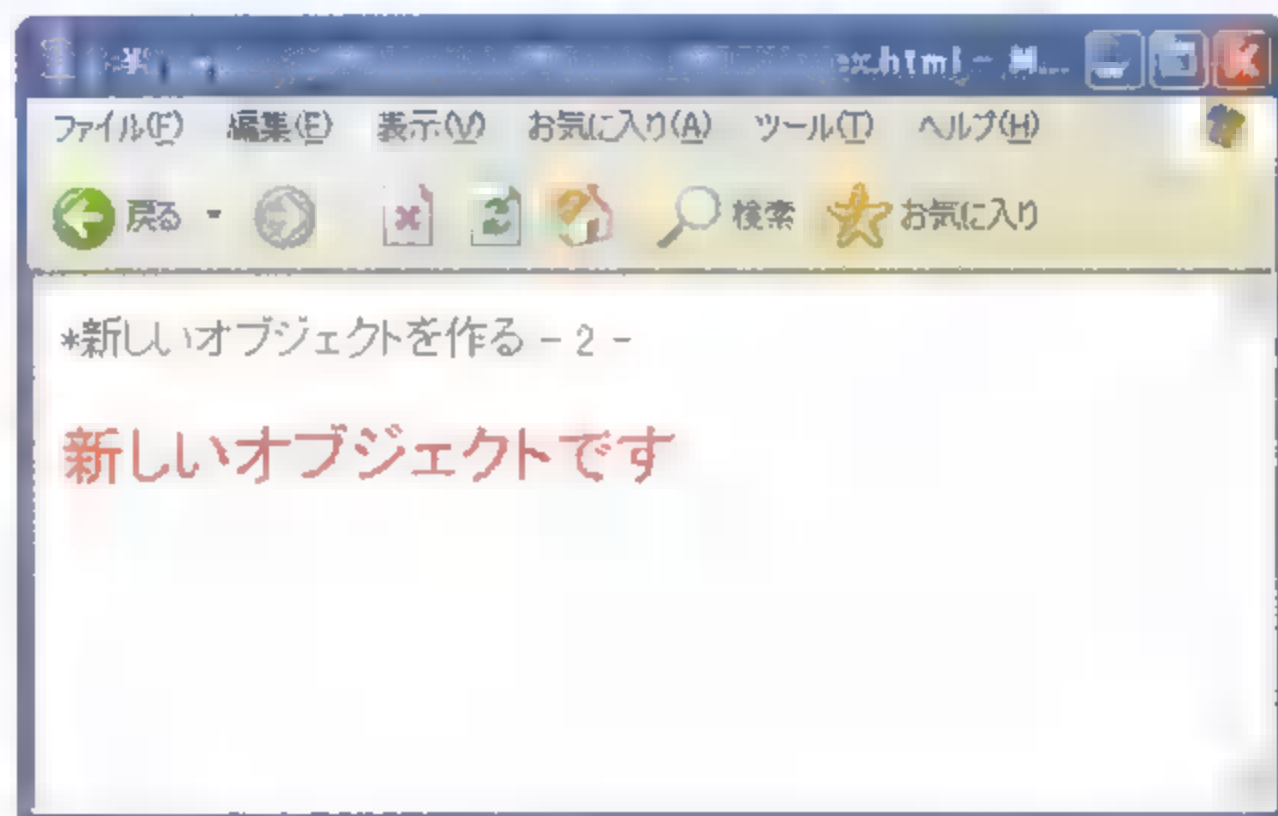 ex.html - M...
ファイル(F) 編集(E) 表示(V) お気に入り(A) ツール(T) ヘルプ(H)
戻る 検索 お気に入り
*新しいオブジェクトを作る - 2 -
新しいオブジェクトです